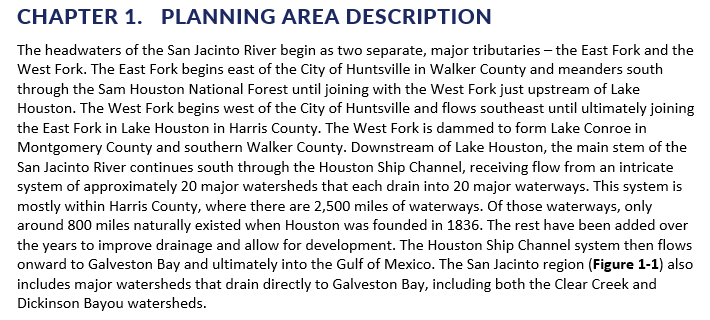 CHAPTER 1. PLANNING AREA DESCRIPTION
The headwaters of the San Jacinto River begin as two separate, major tributaries – the East Fork and the
West Fork. The East Fork begins east of the City of Huntsville in Walker County and meanders south
through the Sam Houston National Forest until joining with the West Fork just upstream of Lake
Houston. The West Fork begins west of the City of Huntsville and flows southeast until ultimately joining
the East Fork in Lake Houston in Harris County. The West Fork is dammed to form Lake Conroe in
Montgomery County and southern Walker County. Downstream of Lake Houston, the main stem of the
San Jacinto River continues south through the Houston Ship Channel, receiving flow from an intricate
system of approximately 20 major watersheds that each drain into 20 major waterways. This system is
mostly within Harris County, where there are 2,500 miles of waterways. Of those waterways, only
around 800 miles naturally existed when Houston was founded in 1836. The rest have been added over
the years to improve drainage and allow for development. The Houston Ship Channel system then flows
onward to Galveston Bay and ultimately into the Gulf of Mexico. The San Jacinto region (Figure 1-1) also
includes major watersheds that drain directly to Galveston Bay, including both the Clear Creek and
Dickinson Bayou watersheds.